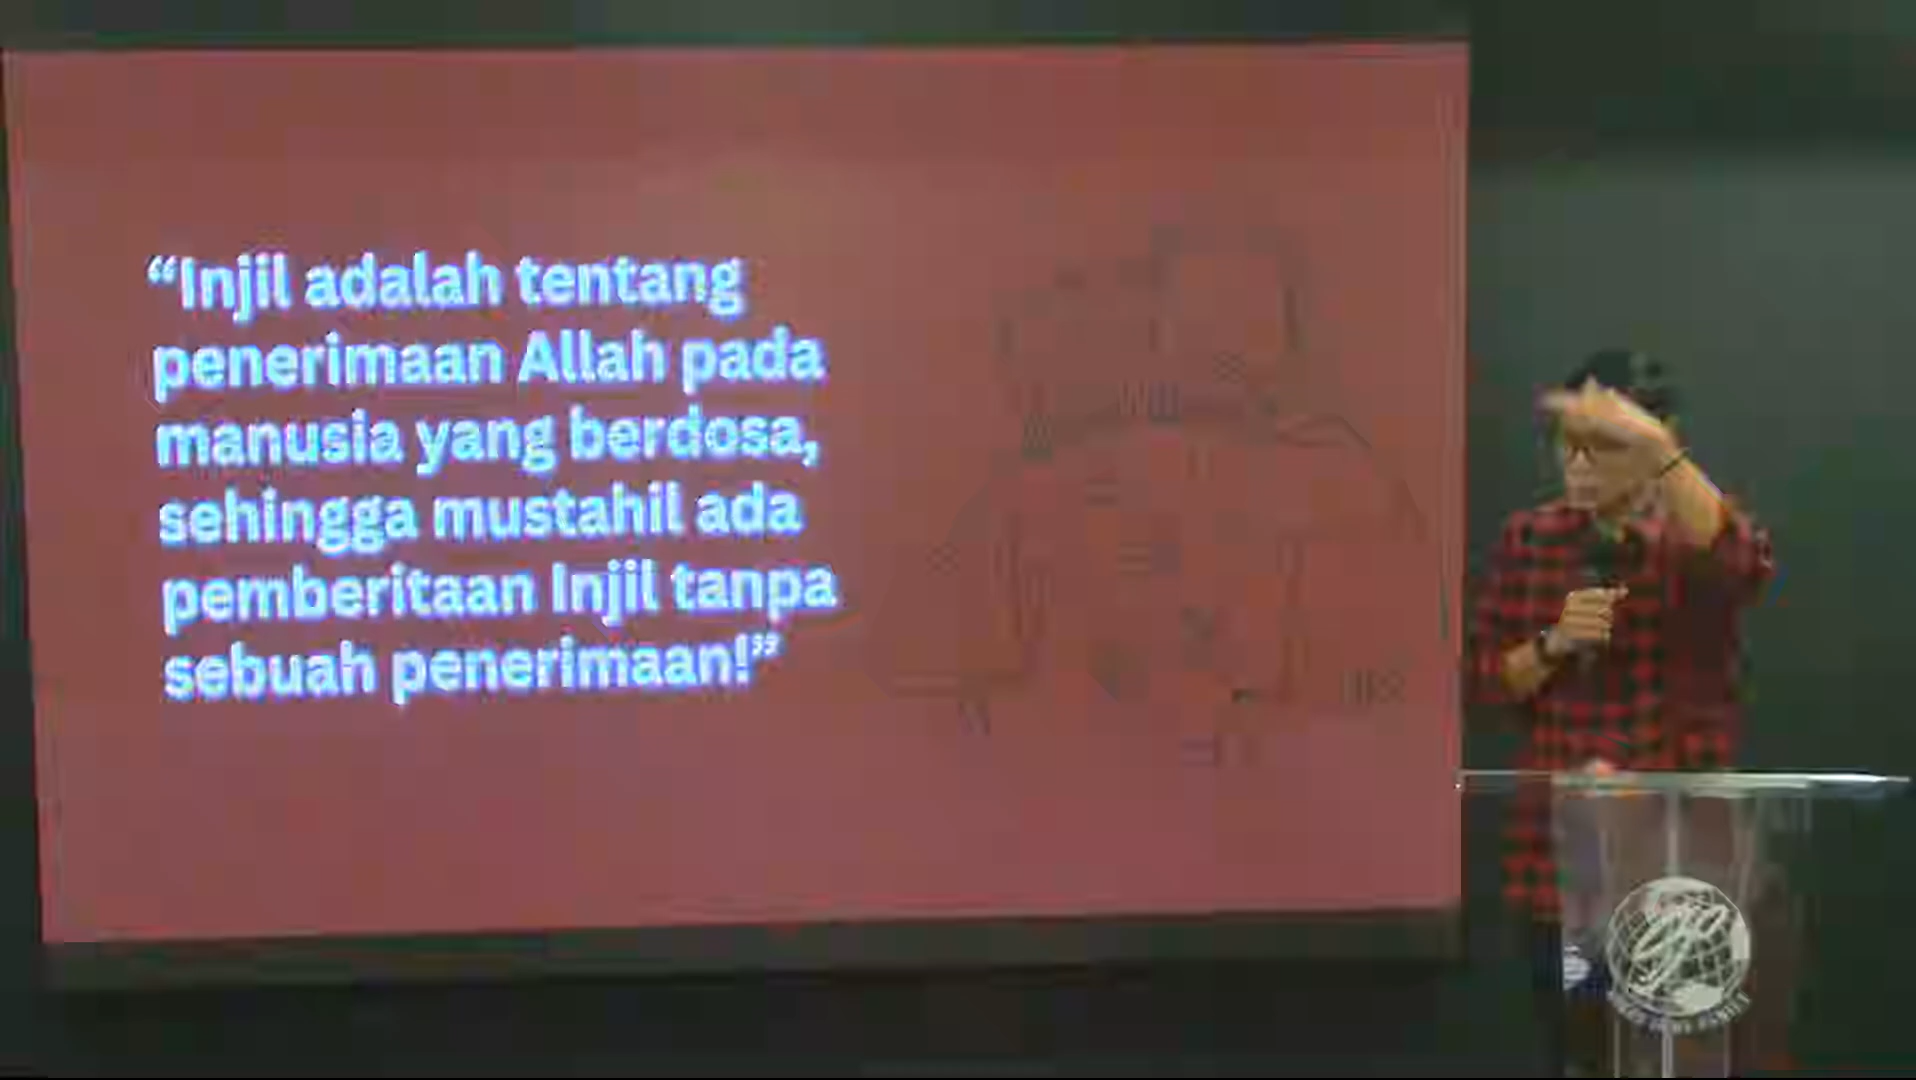 “Injil adalah tentang
penerimaan Allah pada
manusia yang berdosa,
sehingga mustahil ada
pemberitaan Injil tanpa
sebuah penerimaan!”